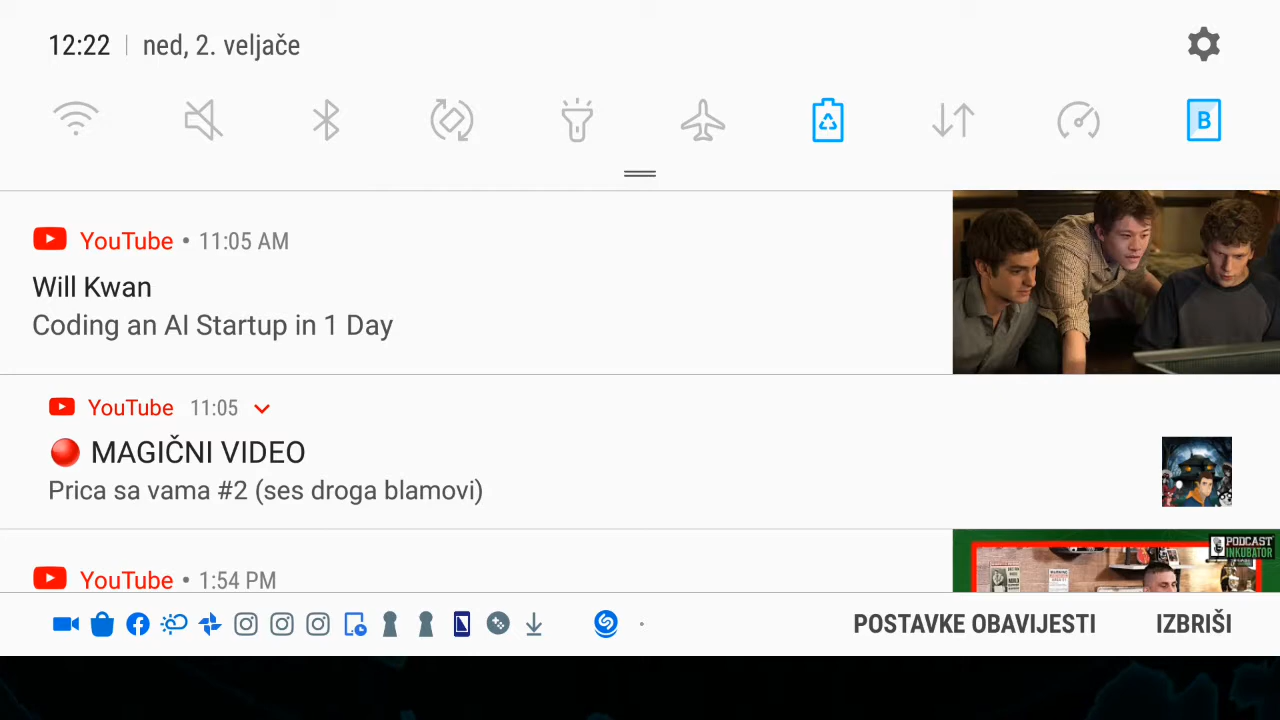 12:22 | ned, 2. veljače
B
YouTube • 11:05 AM
Will Kwan
Coding an AI Startup in 1 Day
YouTube 11:05
🔴 MAGIČNI VIDEO
Prica sa vama #2 (ses droga blamovi)
YouTube • 1:54 PM
PODCAST
INKUBATOR
POSTAVKE OBAVIJESTI IZBRIŠI